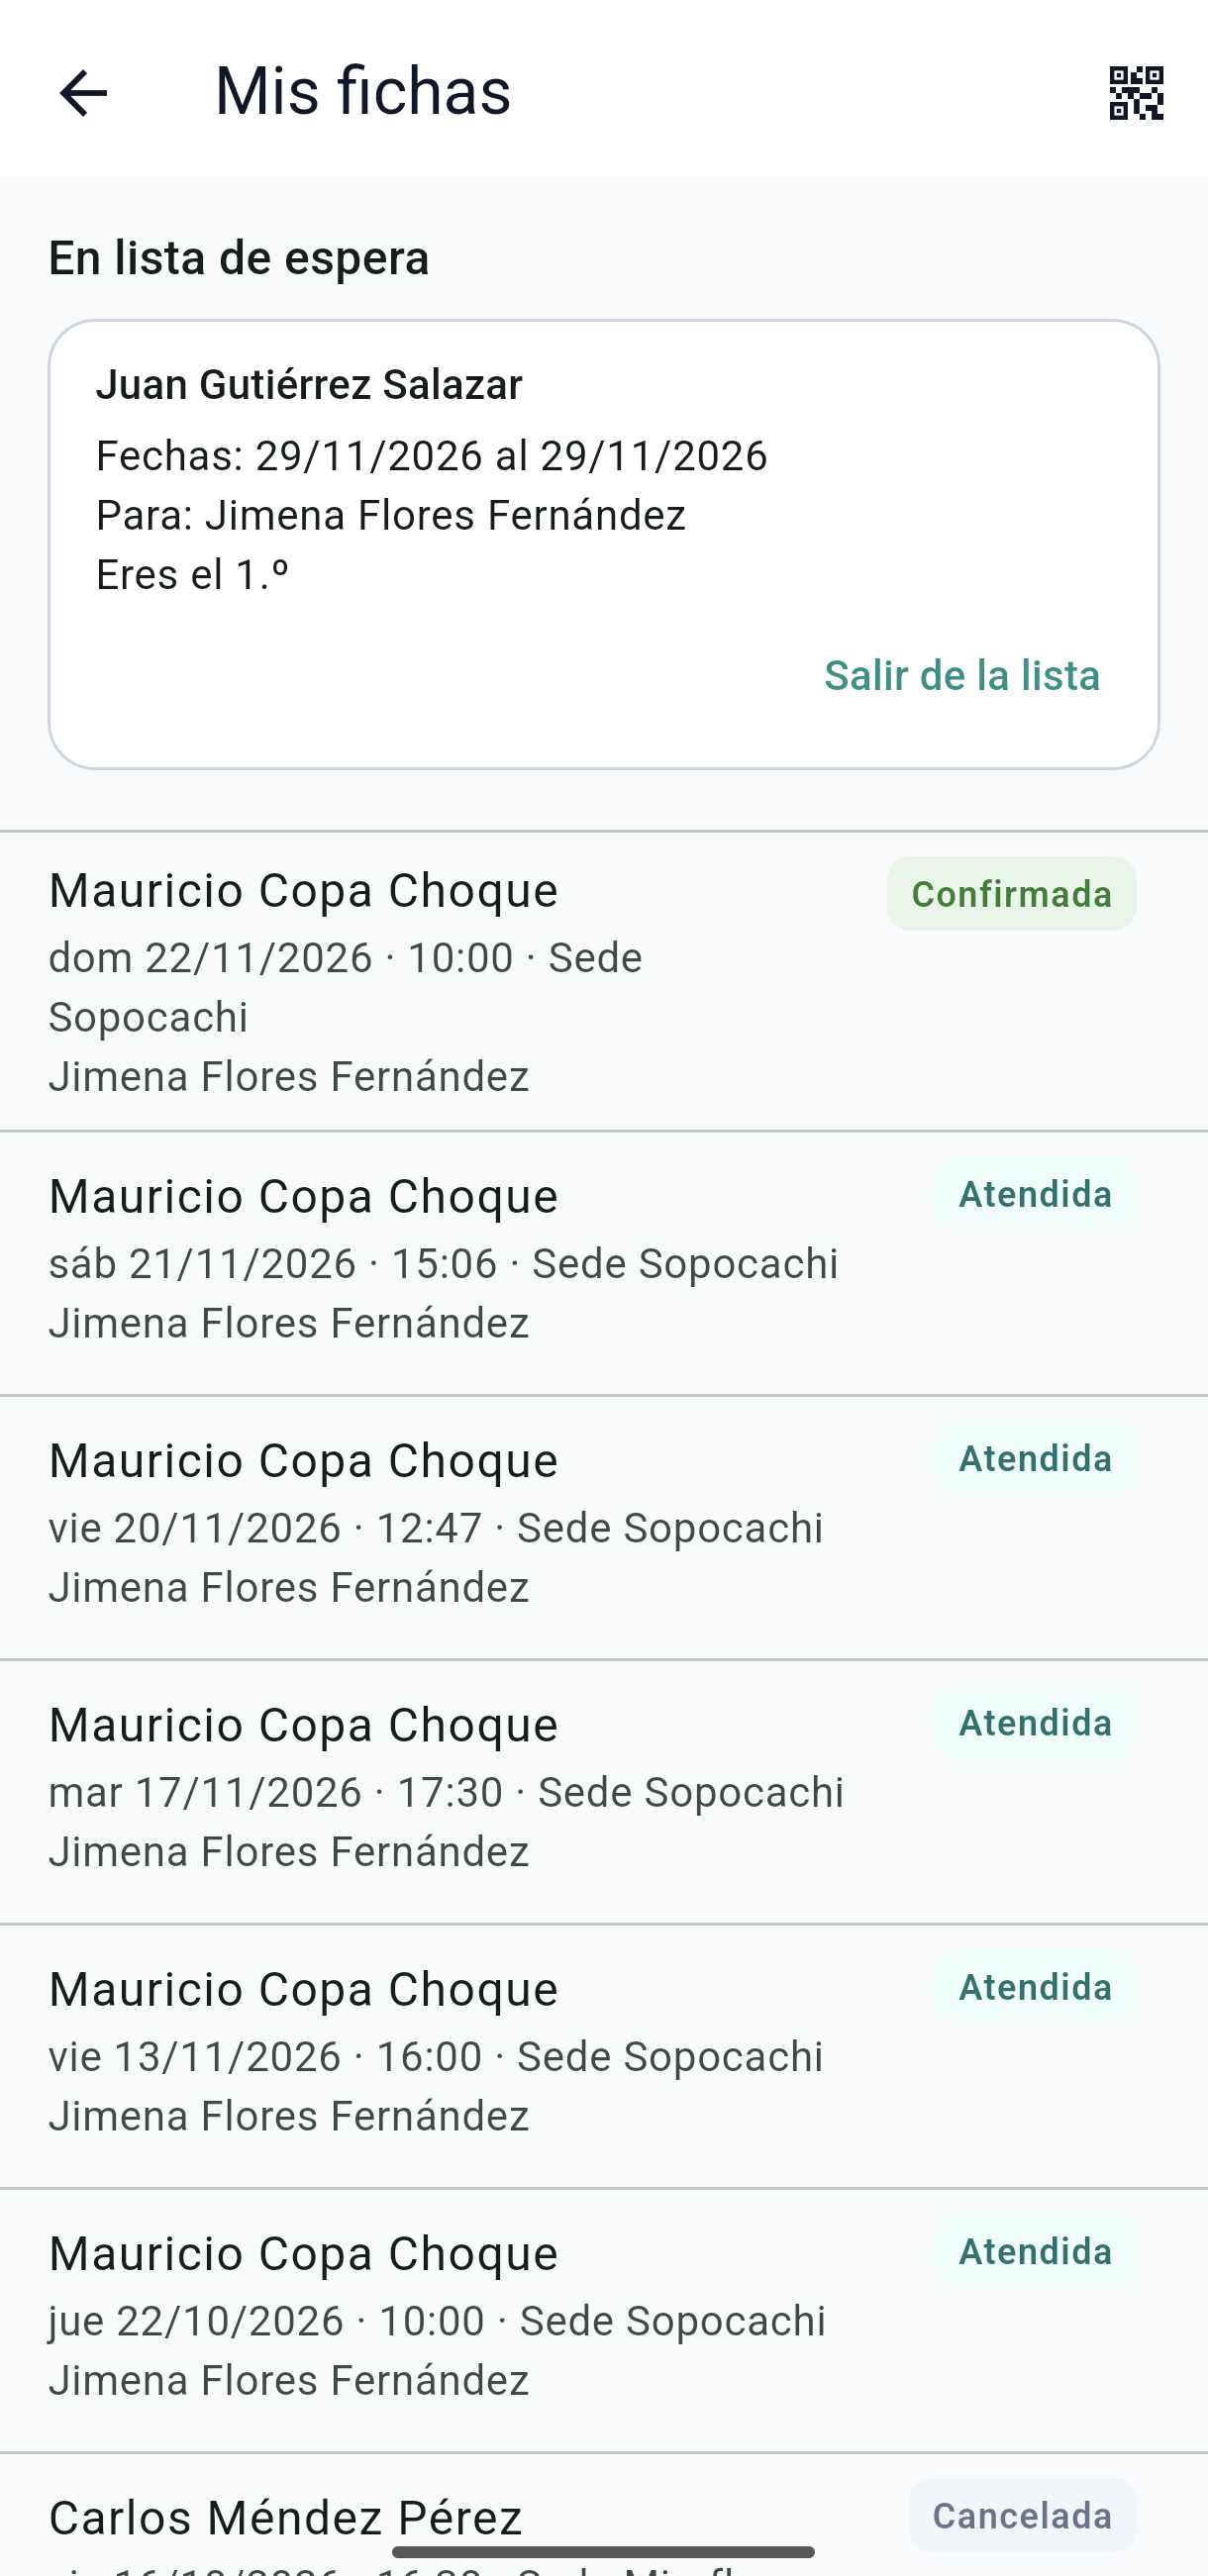 Mis fichas
En lista de espera
Juan Gutiérrez Salazar
Fechas: 29/11/2026 al 29/11/2026
Para: Jimena Flores Fernández
Eres el 1.º
Salir de la lista
Mauricio Copa Choque
Confirmada
dom 22/11/2026 · 10:00 · Sede
Sopocachi
Jimena Flores Fernández
Mauricio Copa Choque
Atendida
sáb 21/11/2026 · 15:06 · Sede Sopocachi
Jimena Flores Fernández
Mauricio Copa Choque
Atendida
vie 20/11/2026 · 12:47 · Sede Sopocachi
Jimena Flores Fernández
Mauricio Copa Choque
Atendida
mar 17/11/2026 · 17:30 · Sede Sopocachi
Jimena Flores Fernández
Mauricio Copa Choque
Atendida
vie 13/11/2026 · 16:00 · Sede Sopocachi
Jimena Flores Fernández
Mauricio Copa Choque
Atendida
jue 22/10/2026 · 10:00 · Sede Sopocachi
Jimena Flores Fernández
Carlos Méndez Pérez
Cancelada